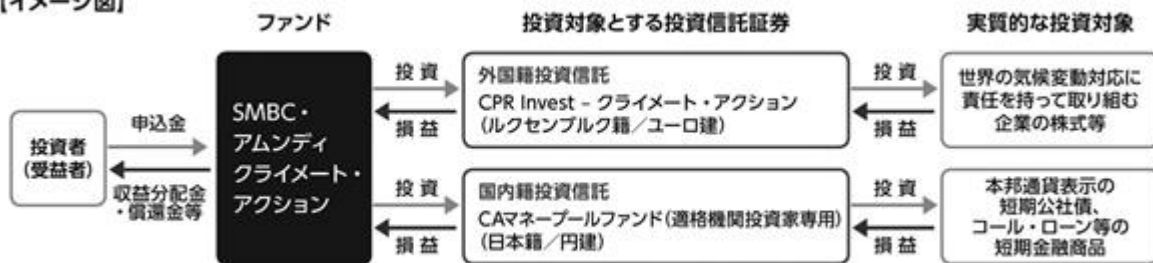 【イメージ図】
ファンド
投資対象とする投資信託証券
実質的な投資対象
投資者
(受益者)
申込金
収益分配金
・償還金等
SMBC・
アムンディ
クライメート・
アクション
投資
損益
外国籍投資信託
CPR Invest – クライメート・アクション
(ルクセンブルク籍/ユーロ建)
投資
損益
世界の気候変動対応に
責任を持って取り組む
企業の株式等
投資
損益
国内籍投資信託
CAマネープールファンド(適格機関投資家専用)
(日本籍/円建)
投資
損益
本邦通貨表示の
短期公社債、
コール・ローン等の
短期金融商品